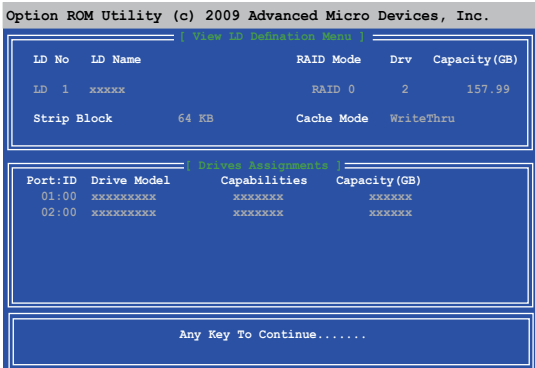 Option ROM Utility (c) 2009 Advanced Micro Devices, Inc.
[ View LD Defination Menu ]
LD No LD Name RAID Mode Drv Capacity(GB)
LD 1 xxxxx RAID 0 2 157.99
Strip Block 64 KB Cache Mode WriteThru
[ Drives Assignments ]
Port:ID Drive Model Capabilities Capacity(GB)
01:00 xxxxxxxxx xxxxxxx xxxxxx
02:00 xxxxxxxxx xxxxxxx xxxxxx
Any Key To Continue.......